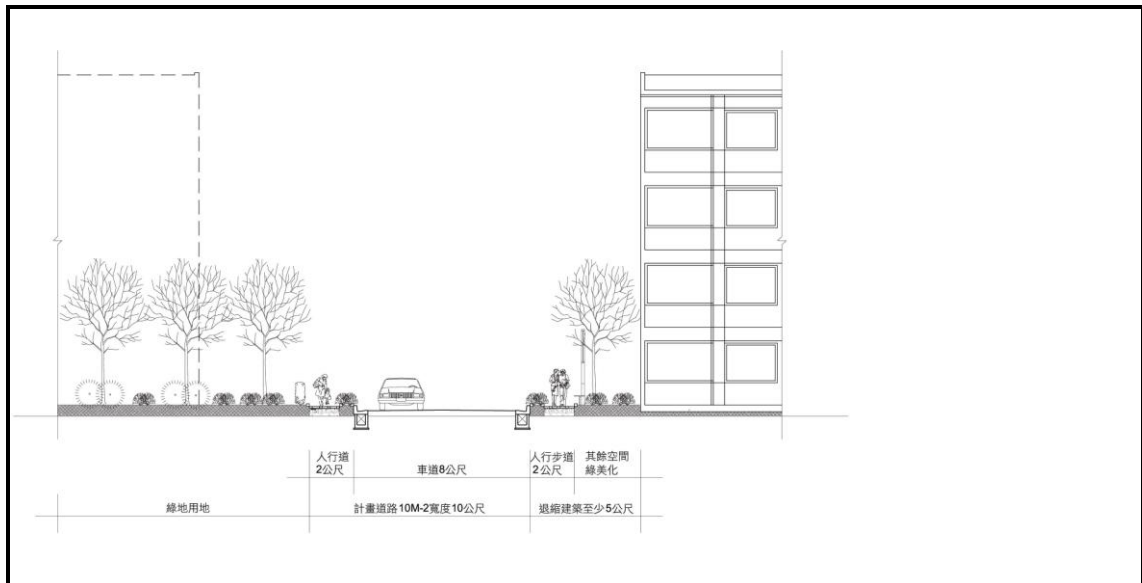 人行道
2公尺
車道8公尺
人行步道
2公尺
其餘空間
綠美化
綠地用地
計畫道路10M-2寬度10公尺
退縮建築至少5公尺